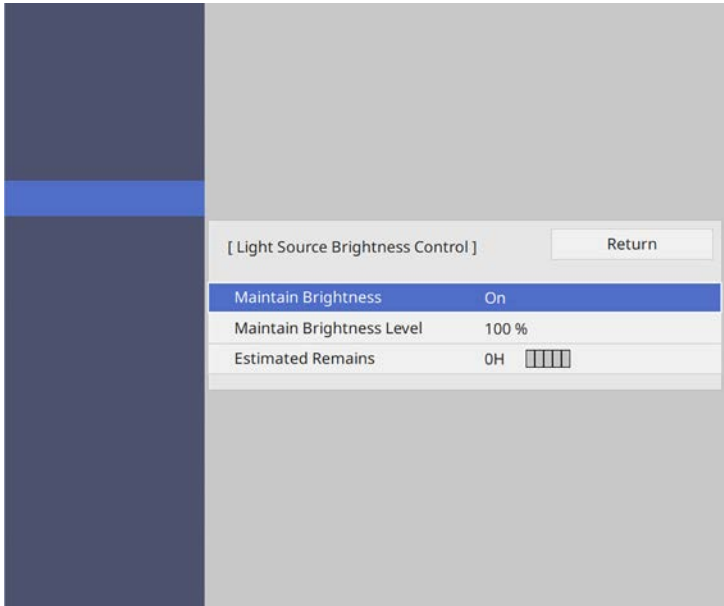 [ Light Source Brightness Control ] Return
Maintain Brightness On
Maintain Brightness Level 100 %
Estimated Remains 0H